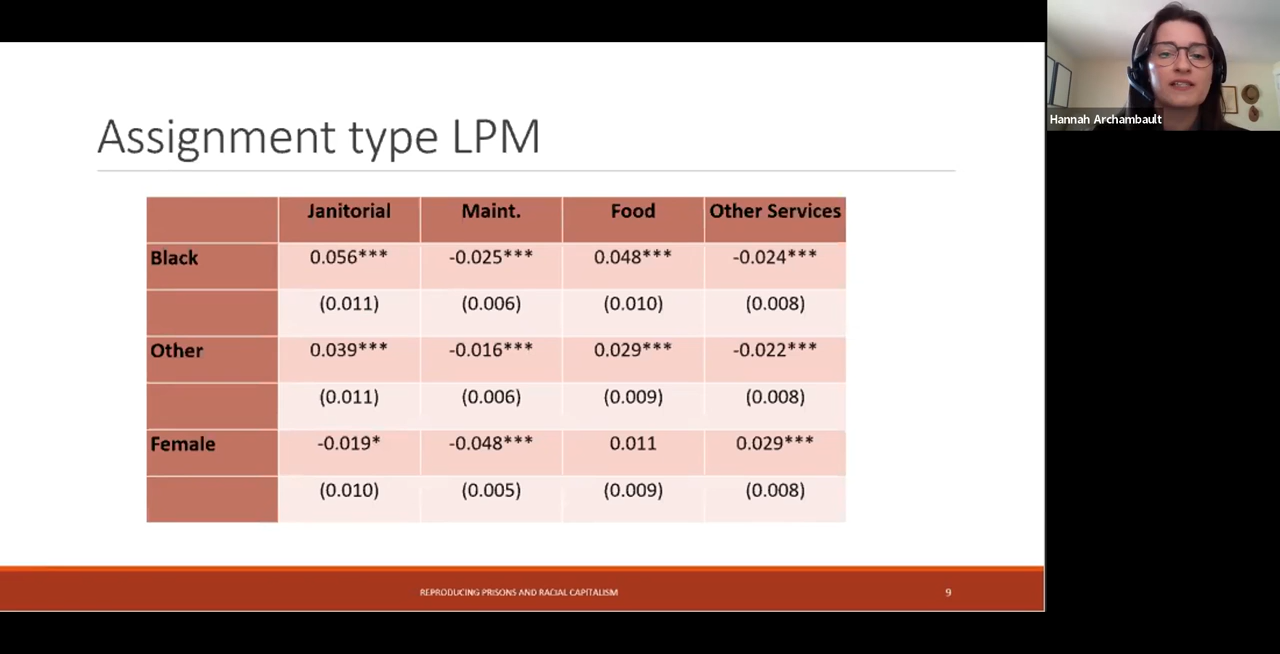 Hannah Archambault
Assignment type LPM
Janitorial Maint. Food Other Services
Black 0.056*** -0.025*** 0.048*** -0.024***
(0.011) (0.006) (0.010) (0.008)
Other 0.039*** -0.016*** 0.029*** -0.022***
(0.011) (0.006) (0.009) (0.008)
Female -0.019* -0.048*** 0.011 0.029***
(0.010) (0.005) (0.009) (0.008)
REPRODUCING PRISONS AND RACIAL CAPITALISM 9